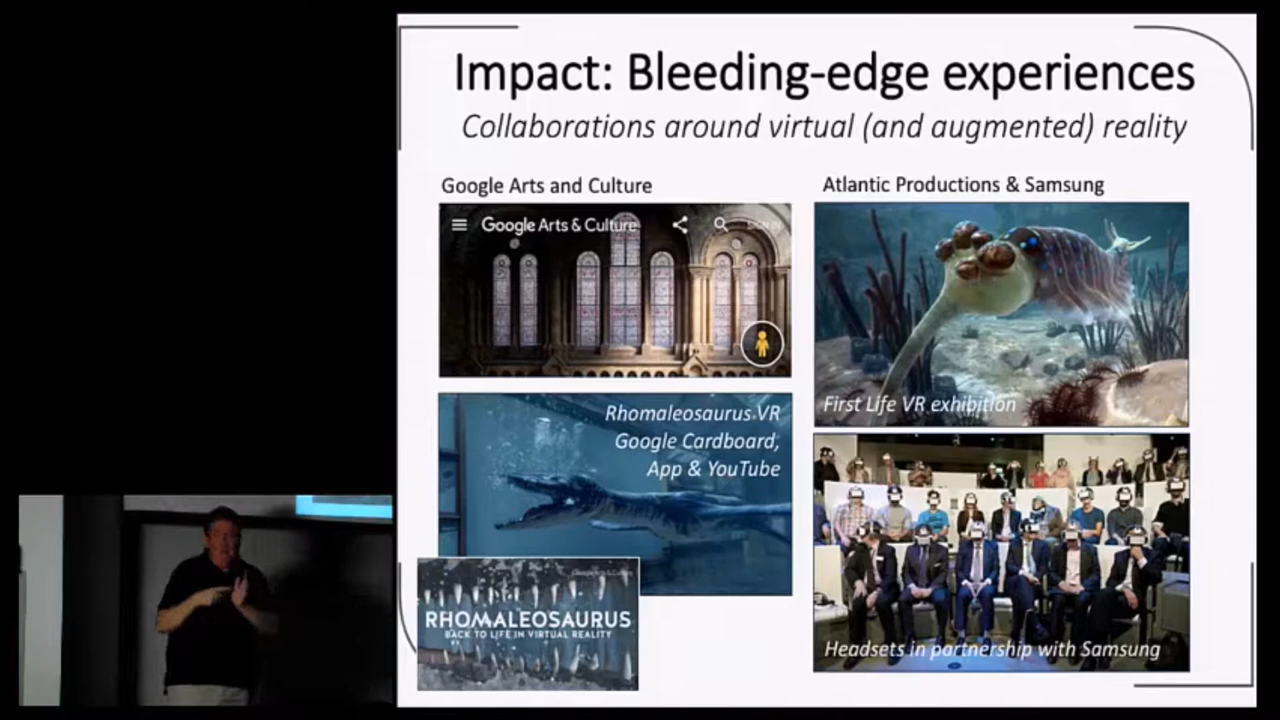 Impact: Bleeding-edge experiences
Collaborations around virtual (and augmented) reality
Google Arts and Culture
Google Arts & Culture
Rhomaleosaurus VR
Google Cardboard,
App & YouTube
RHOMALEOSAURUS
BACK TO LIFE IN VIRTUAL REALITY
Atlantic Productions & Samsung
First Life VR exhibition
Headsets in partnership with Samsung